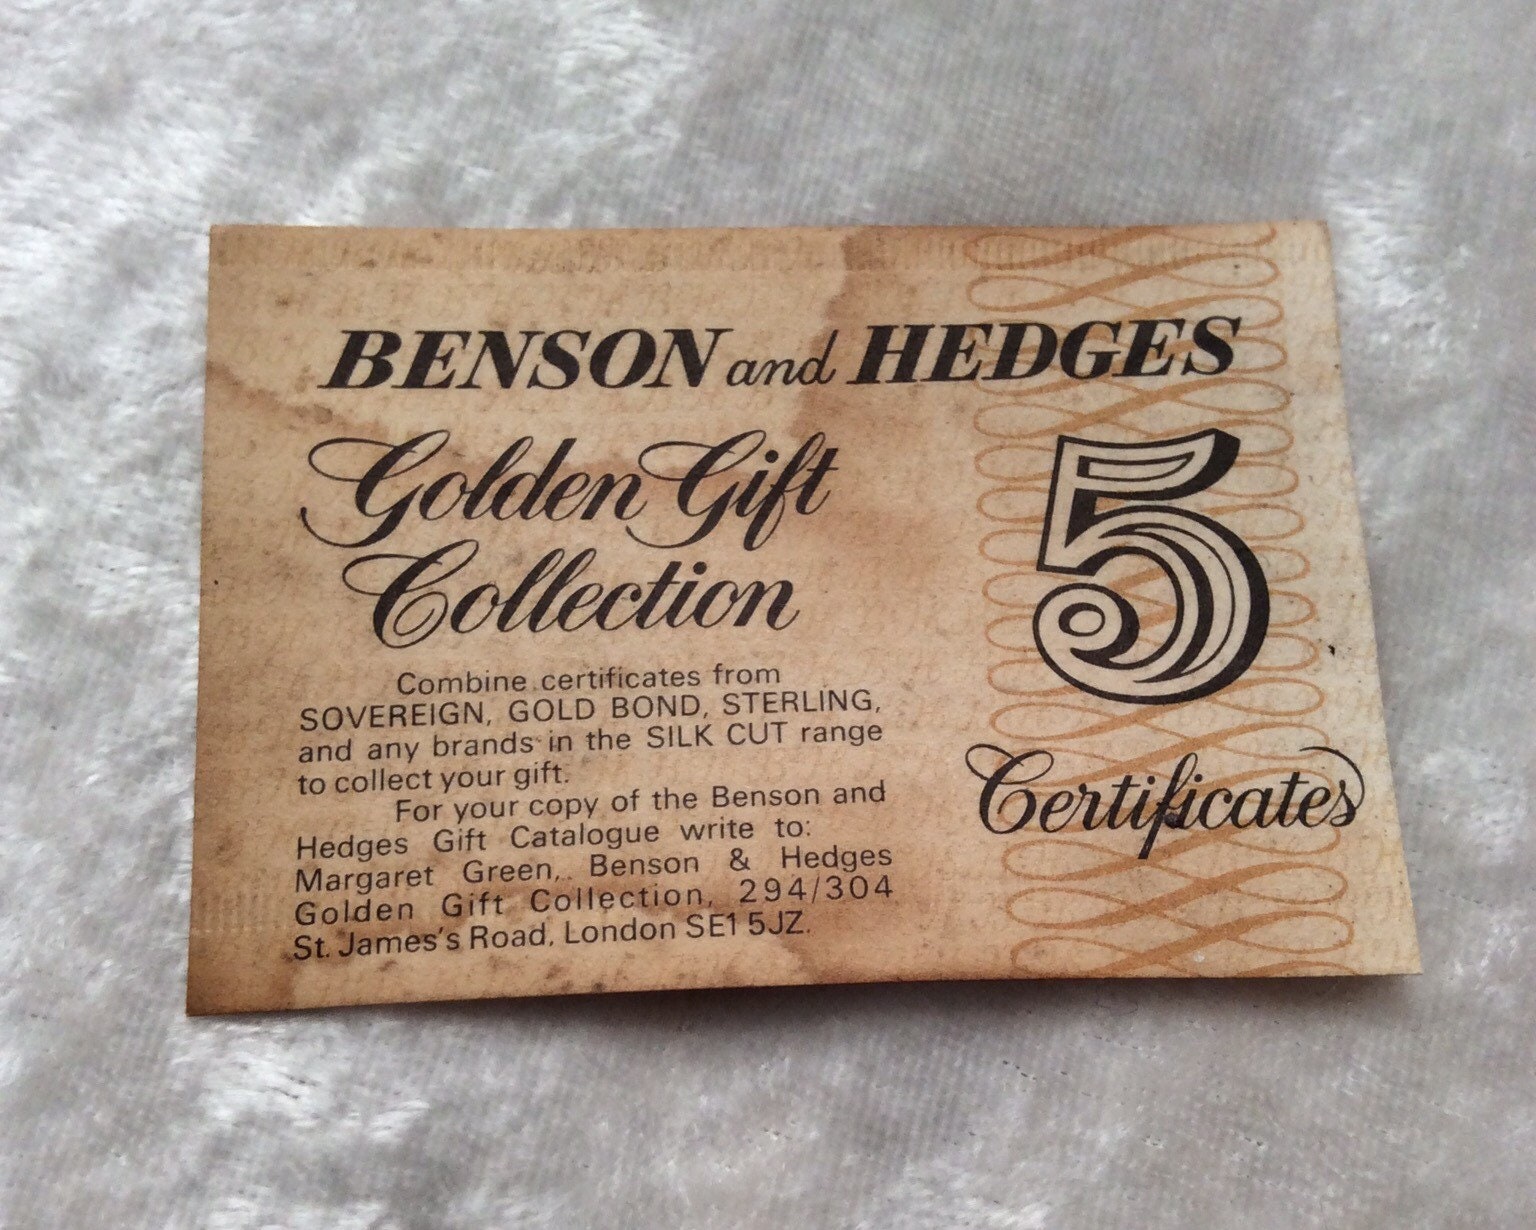 BENSON and HEDGES
Golden Gift
Collection
5
Certificates
Combine certificates from
SOVEREIGN, GOLD BOND, STERLING,
and any brands in the SILK CUT range
to collect your gift.
For your copy of the Benson and
Hedges Gift Catalogue write to:
Margaret Green, Benson & Hedges
Golden Gift Collection, 294/304
St. James's Road, London SE1 5JZ.